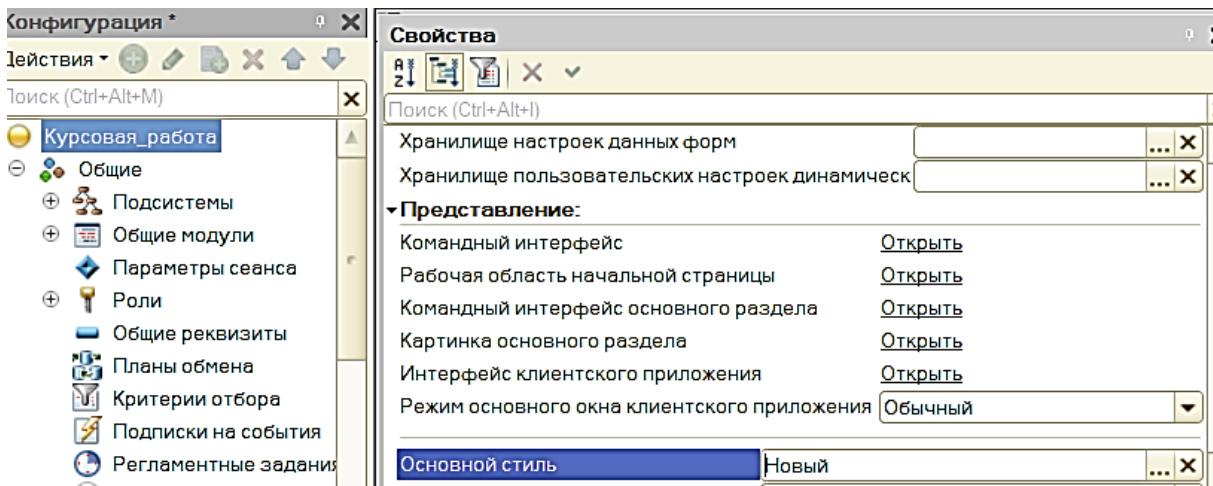 Конфигурация *
Действия
Поиск (Ctrl+Alt+M)
Курсовая_работа
Общие
Подсистемы
Общие модули
Параметры сеанса
Роли
Общие реквизиты
Планы обмена
Критерии отбора
Подписки на события
Регламентные задания
Свойства
Поиск (Ctrl+Alt+I)
Хранилище настроек данных форм ...
Хранилище пользовательских настроек динамическ ...
Представление:
Командный интерфейс Открыть
Рабочая область начальной страницы Открыть
Командный интерфейс основного раздела Открыть
Картинка основного раздела Открыть
Интерфейс клиентского приложения Открыть
Режим основного окна клиентского приложения Обычный
Основной стиль Новый ...